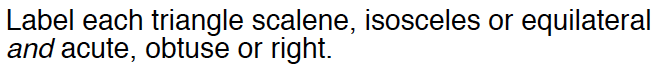 Label each triangle scalene, isosceles or equilateral
and acute, obtuse or right.